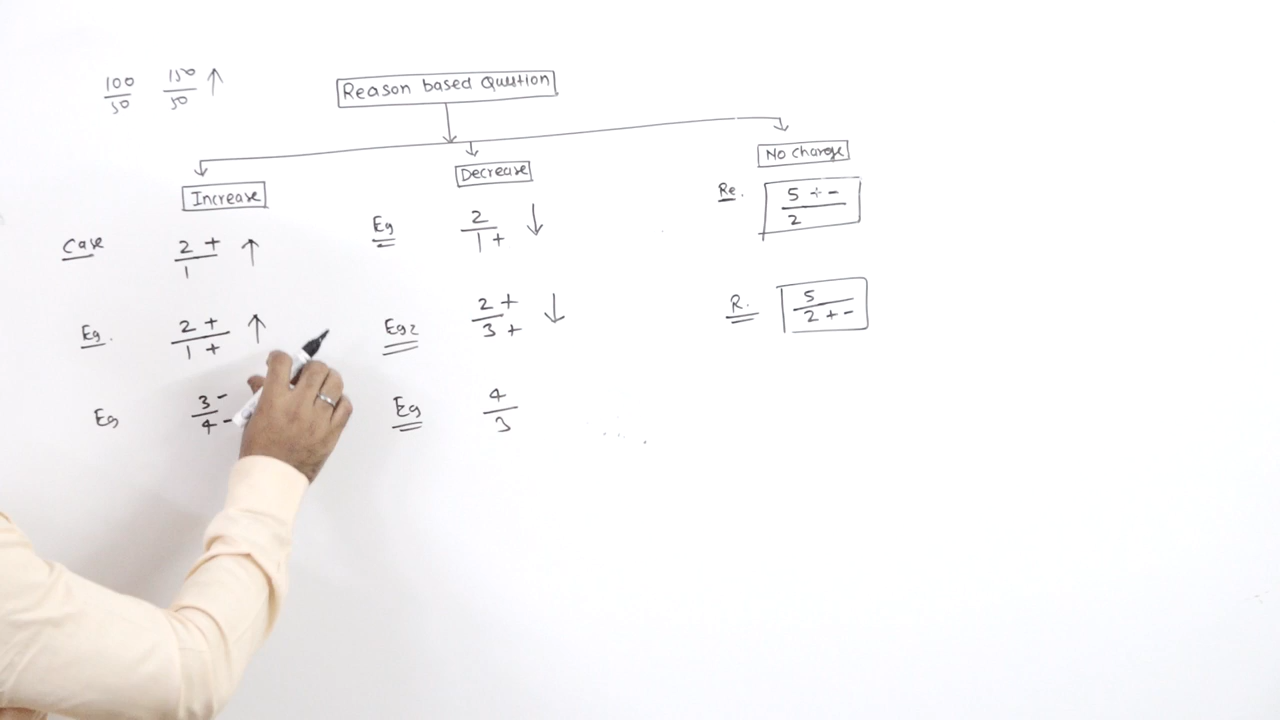 100 150 ↑
50 50
Reason based Question
Increase
Decrease
No change
Case 2 + ↑
1
Eg. 2 + ↑
1 +
Eg 3 -
4 -
Eg 2 ↓
1 +
Eg2 2 + ↓
3 +
Eg 4
3
Re. 5 + -
2
R. 5
2 + -